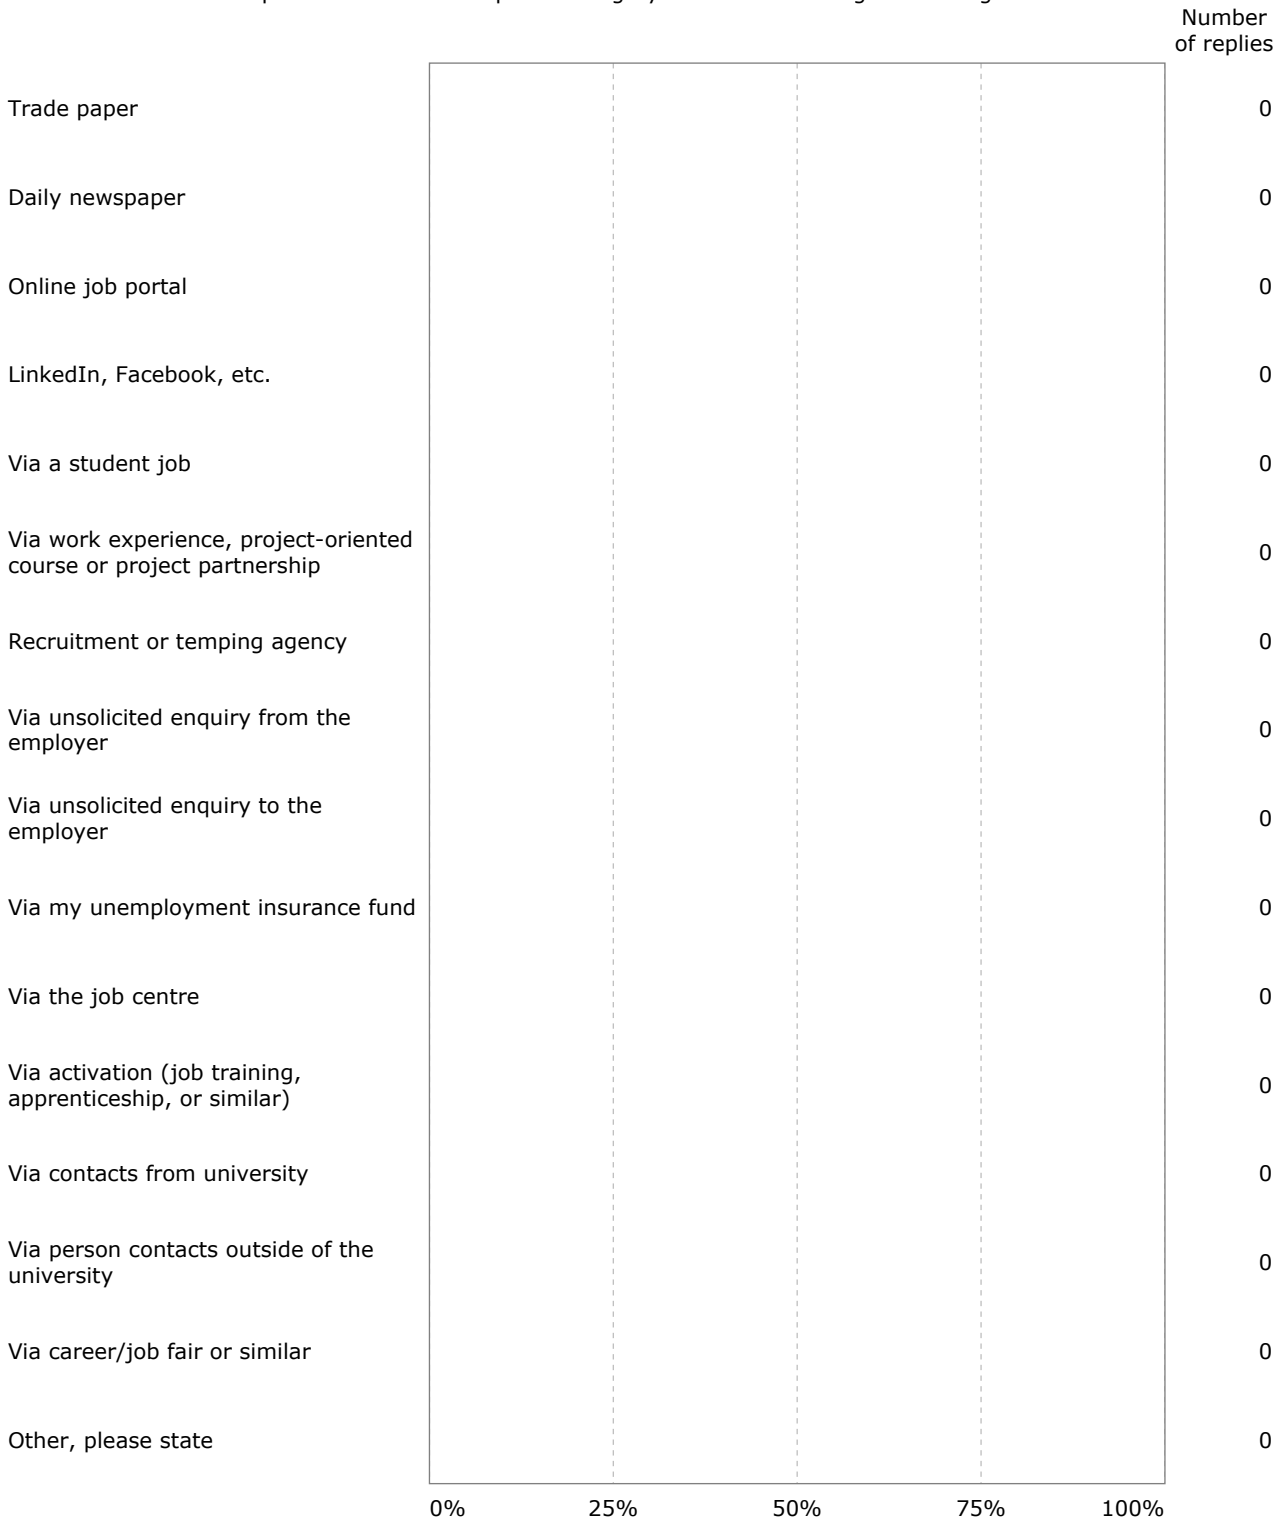 Number
of replies
Trade paper 0
Daily newspaper 0
Online job portal 0
LinkedIn, Facebook, etc. 0
Via a student job 0
Via work experience, project-oriented
course or project partnership 0
Recruitment or temping agency 0
Via unsolicited enquiry from the
employer 0
Via unsolicited enquiry to the
employer 0
Via my unemployment insurance fund 0
Via the job centre 0
Via activation (job training,
apprenticeship, or similar) 0
Via contacts from university 0
Via person contacts outside of the
university 0
Via career/job fair or similar 0
Other, please state 0
0% 25% 50% 75% 100%